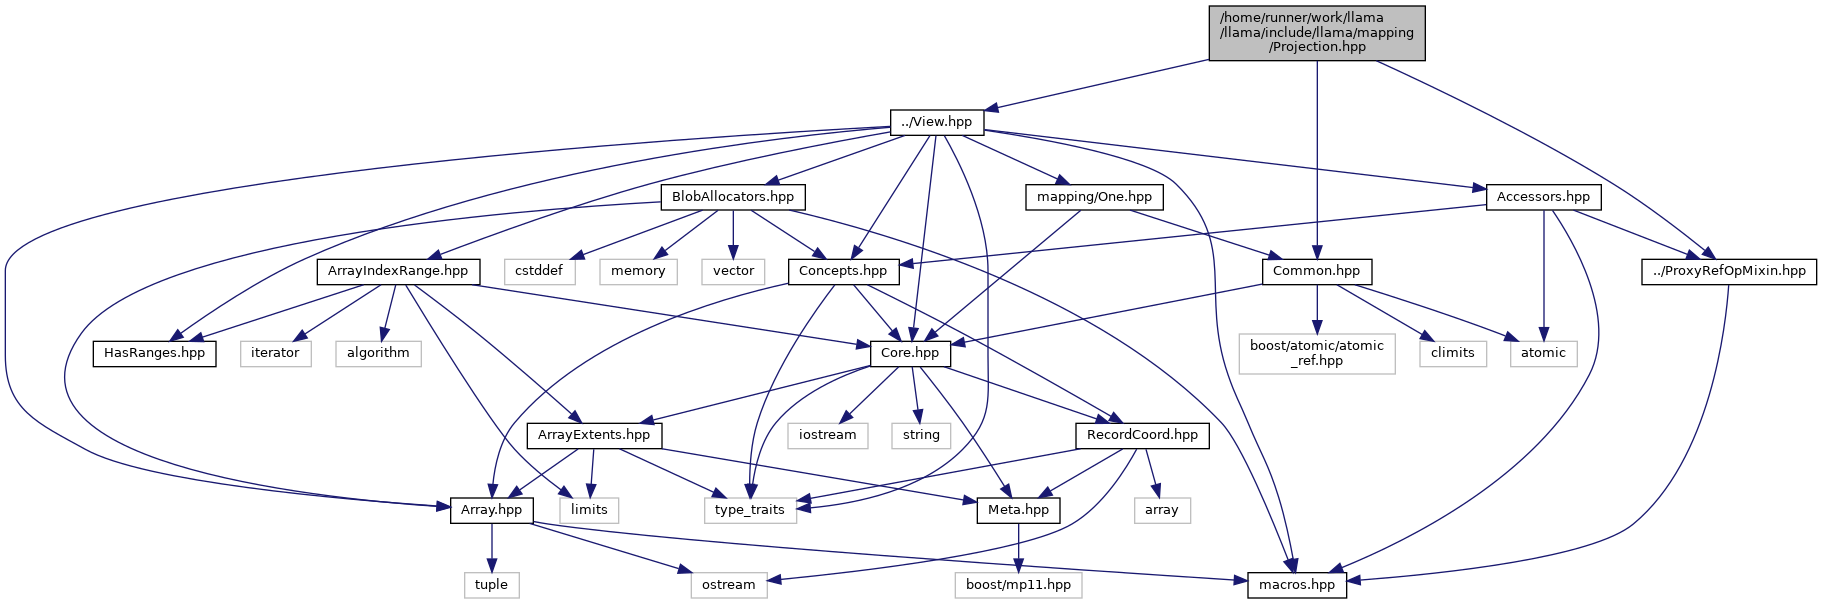 /home/runner/work/llama
/llama/include/llama/mapping
/Projection.hpp
../View.hpp
BlobAllocators.hpp
mapping/One.hpp
Accessors.hpp
ArrayIndexRange.hpp
cstddef
memory
vector
Concepts.hpp
Common.hpp
../ProxyRefOpMixin.hpp
HasRanges.hpp
iterator
algorithm
Core.hpp
boost/atomic/atomic
_ref.hpp
climits
atomic
ArrayExtents.hpp
iostream
string
RecordCoord.hpp
Array.hpp
limits
type_traits
Meta.hpp
array
tuple
ostream
boost/mp11.hpp
macros.hpp